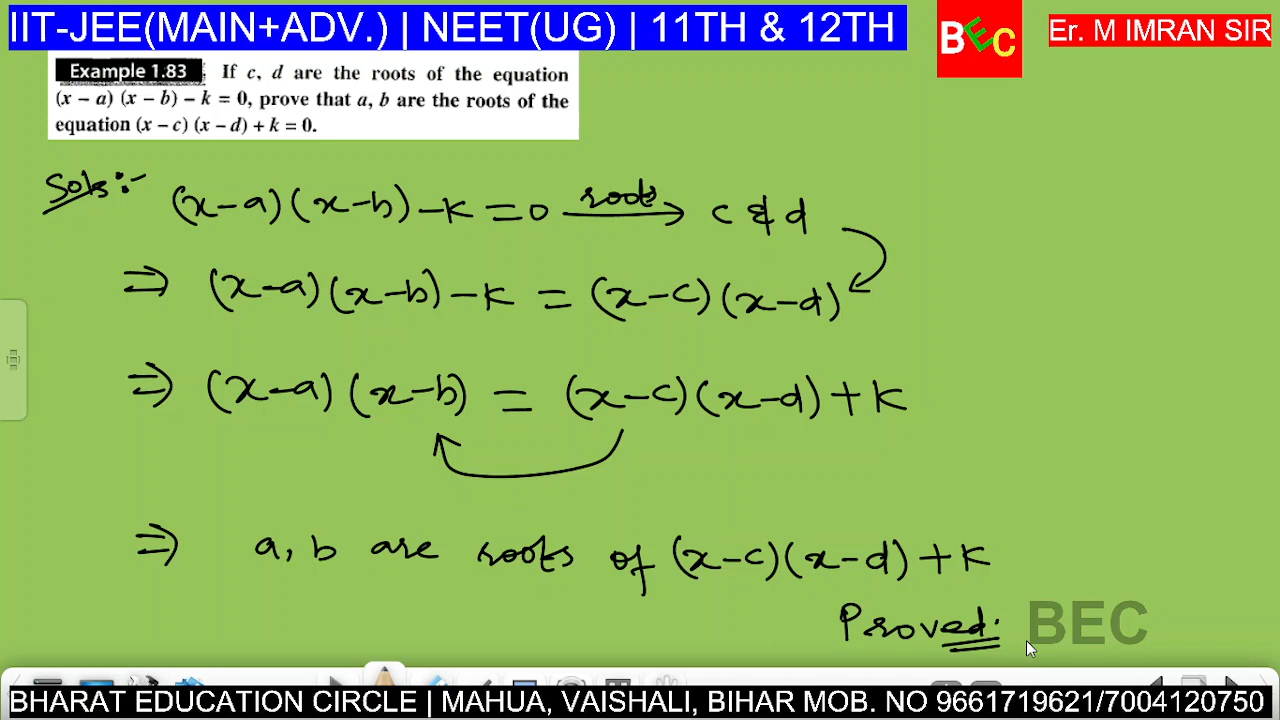 IIT-JEE(MAIN+ADV.) | NEET(UG) | 11TH & 12TH
BEC
Er. M IMRAN SIR
Example 1.83 If c, d are the roots of the equation
(x – a) (x – b) – k = 0, prove that a, b are the roots of the
equation (x – c) (x – d) + k = 0.
Soln:-
(x-a)(x-b)-k=0 roots→ c & d
⇒ (x-a)(x-b)-k = (x-c)(x-d)
⇒ (x-a)(x-b) = (x-c)(x-d)+k
⇒ a, b are roots of (x-c)(x-d)+k
Proved.
BEC
BHARAT EDUCATION CIRCLE | MAHUA, VAISHALI, BIHAR MOB. NO 9661719621/7004120750